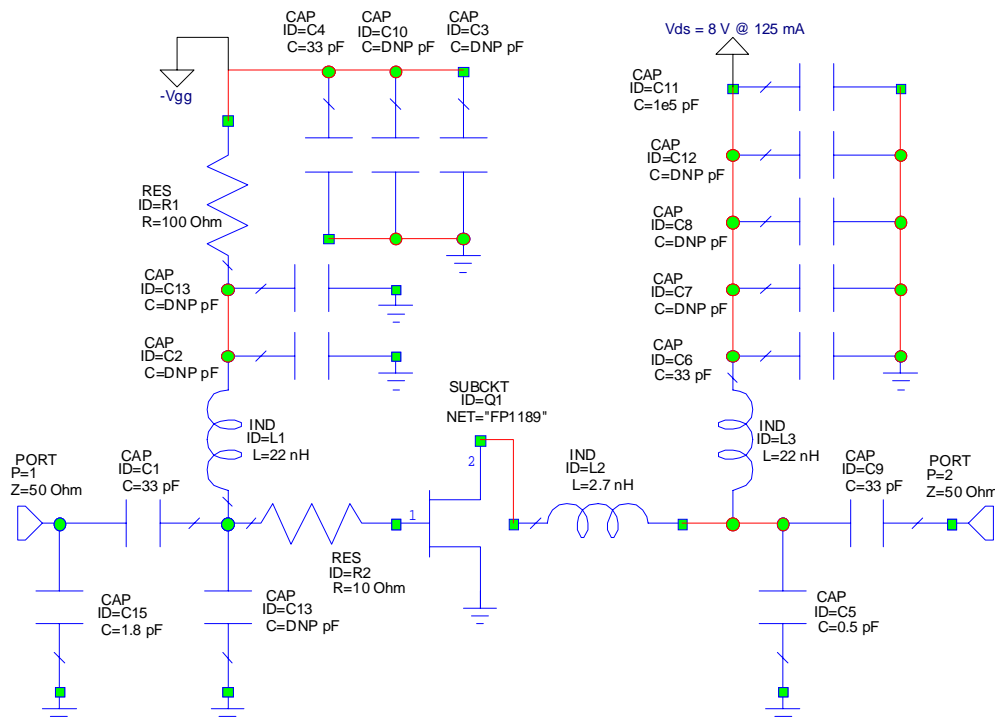 CAP
ID=C4
C=33 pF
CAP
ID=C10
C=DNP pF
CAP
ID=C3
C=DNP pF
Vds = 8 V @ 125 mA
-Vgg
CAP
ID=C11
C=1e5 pF
CAP
ID=C12
C=DNP pF
RES
ID=R1
R=100 Ohm
CAP
ID=C8
C=DNP pF
CAP
ID=C13
C=DNP pF
CAP
ID=C7
C=DNP pF
CAP
ID=C2
C=DNP pF
CAP
ID=C6
C=33 pF
SUBCKT
ID=Q1
NET="FP1189"
IND
ID=L1
L=22 nH
IND
ID=L3
L=22 nH
PORT
P=1
Z=50 Ohm
CAP
ID=C1
C=33 pF
2
IND
ID=L2
L=2.7 nH
CAP
ID=C9
C=33 pF
PORT
P=2
Z=50 Ohm
1
RES
ID=R2
R=10 Ohm
CAP
ID=C15
C=1.8 pF
CAP
ID=C13
C=DNP pF
CAP
ID=C5
C=0.5 pF